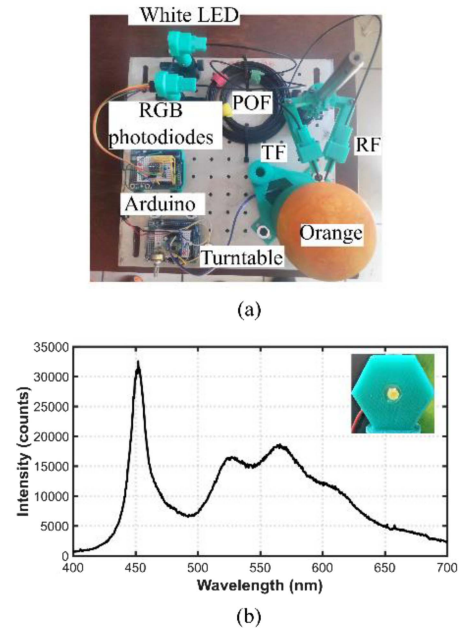 White LED
RGB
photodiodes
POF
TF
RF
Arduino
Turntable
Orange
(a)
35000
30000
25000
20000
15000
10000
5000
0
Intensity (counts)
400
450
500
550
600
650
700
Wavelength (nm)
(b)